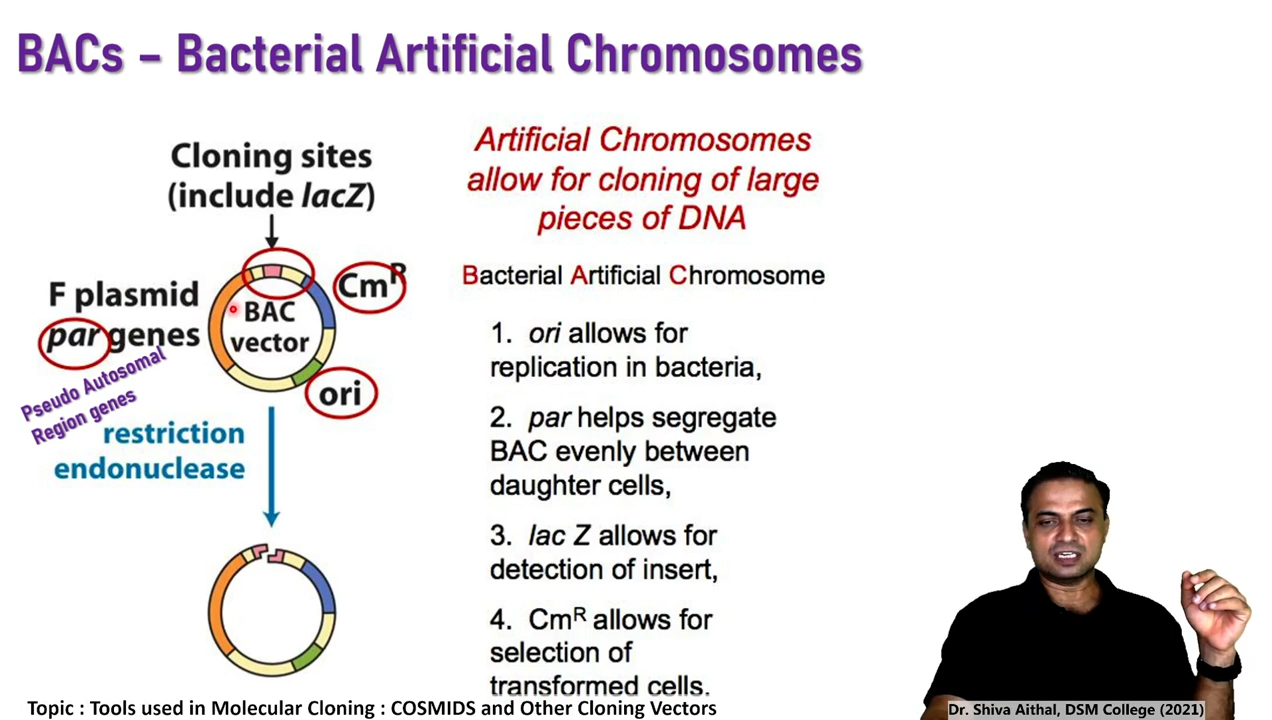 BACs – Bacterial Artificial Chromosomes
Cloning sites
(include lacZ)
F plasmid
par genes
Pseudo Autosomal
Region genes
BAC
vector
CmR
ori
restriction
endonuclease
Artificial Chromosomes
allow for cloning of large
pieces of DNA
Bacterial Artificial Chromosome
1. ori allows for
replication in bacteria,
2. par helps segregate
BAC evenly between
daughter cells,
3. lac Z allows for
detection of insert,
4. CmR allows for
selection of
transformed cells.
Topic : Tools used in Molecular Cloning : COSMIDS and Other Cloning Vectors
Dr. Shiva Aithal, DSM College (2021)